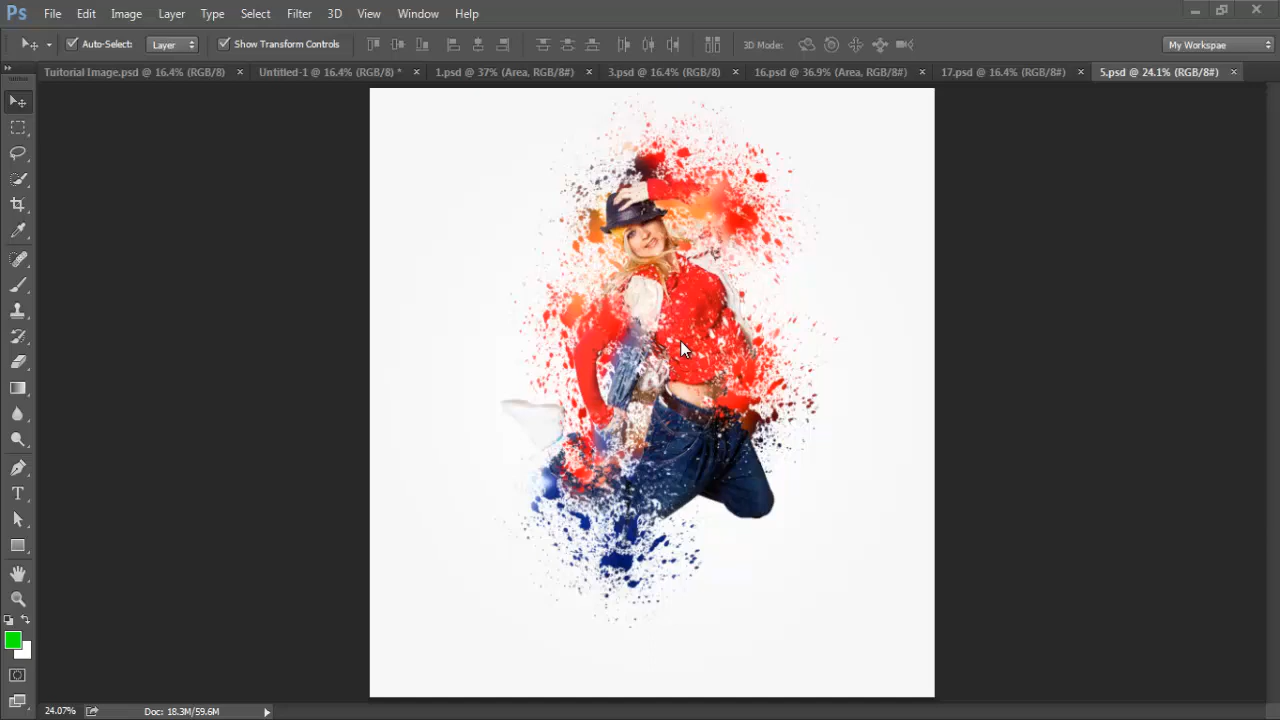 Ps File Edit Image Layer Type Select Filter 3D View Window Help
Auto-Select: Layer Show Transform Controls 3D Mode: My Workspae
Tuitorial Image.psd @ 16.4% (RGB/8) × Untitled-1 @ 16.4% (RGB/8) * × 1.psd @ 37% (Area, RGB/8#) × 3.psd @ 16.4% (RGB/8) × 16.psd @ 36.9% (Area, RGB/8#) × 17.psd @ 16.4% (RGB/8#) × 5.psd @ 24.1% (RGB/8#) ×
T
24.07% Doc: 18.3M/59.6M